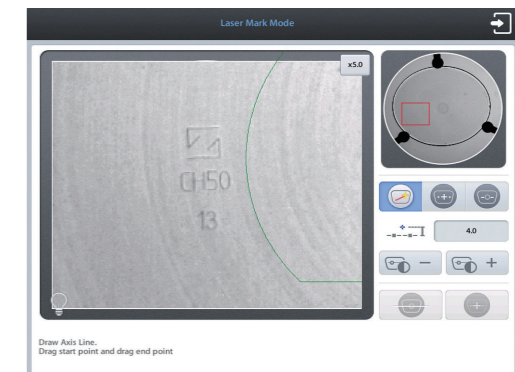 Laser Mark Mode
x5.0
CH50
13
4.0
Draw Axis Line.
Drag start point and drag end point